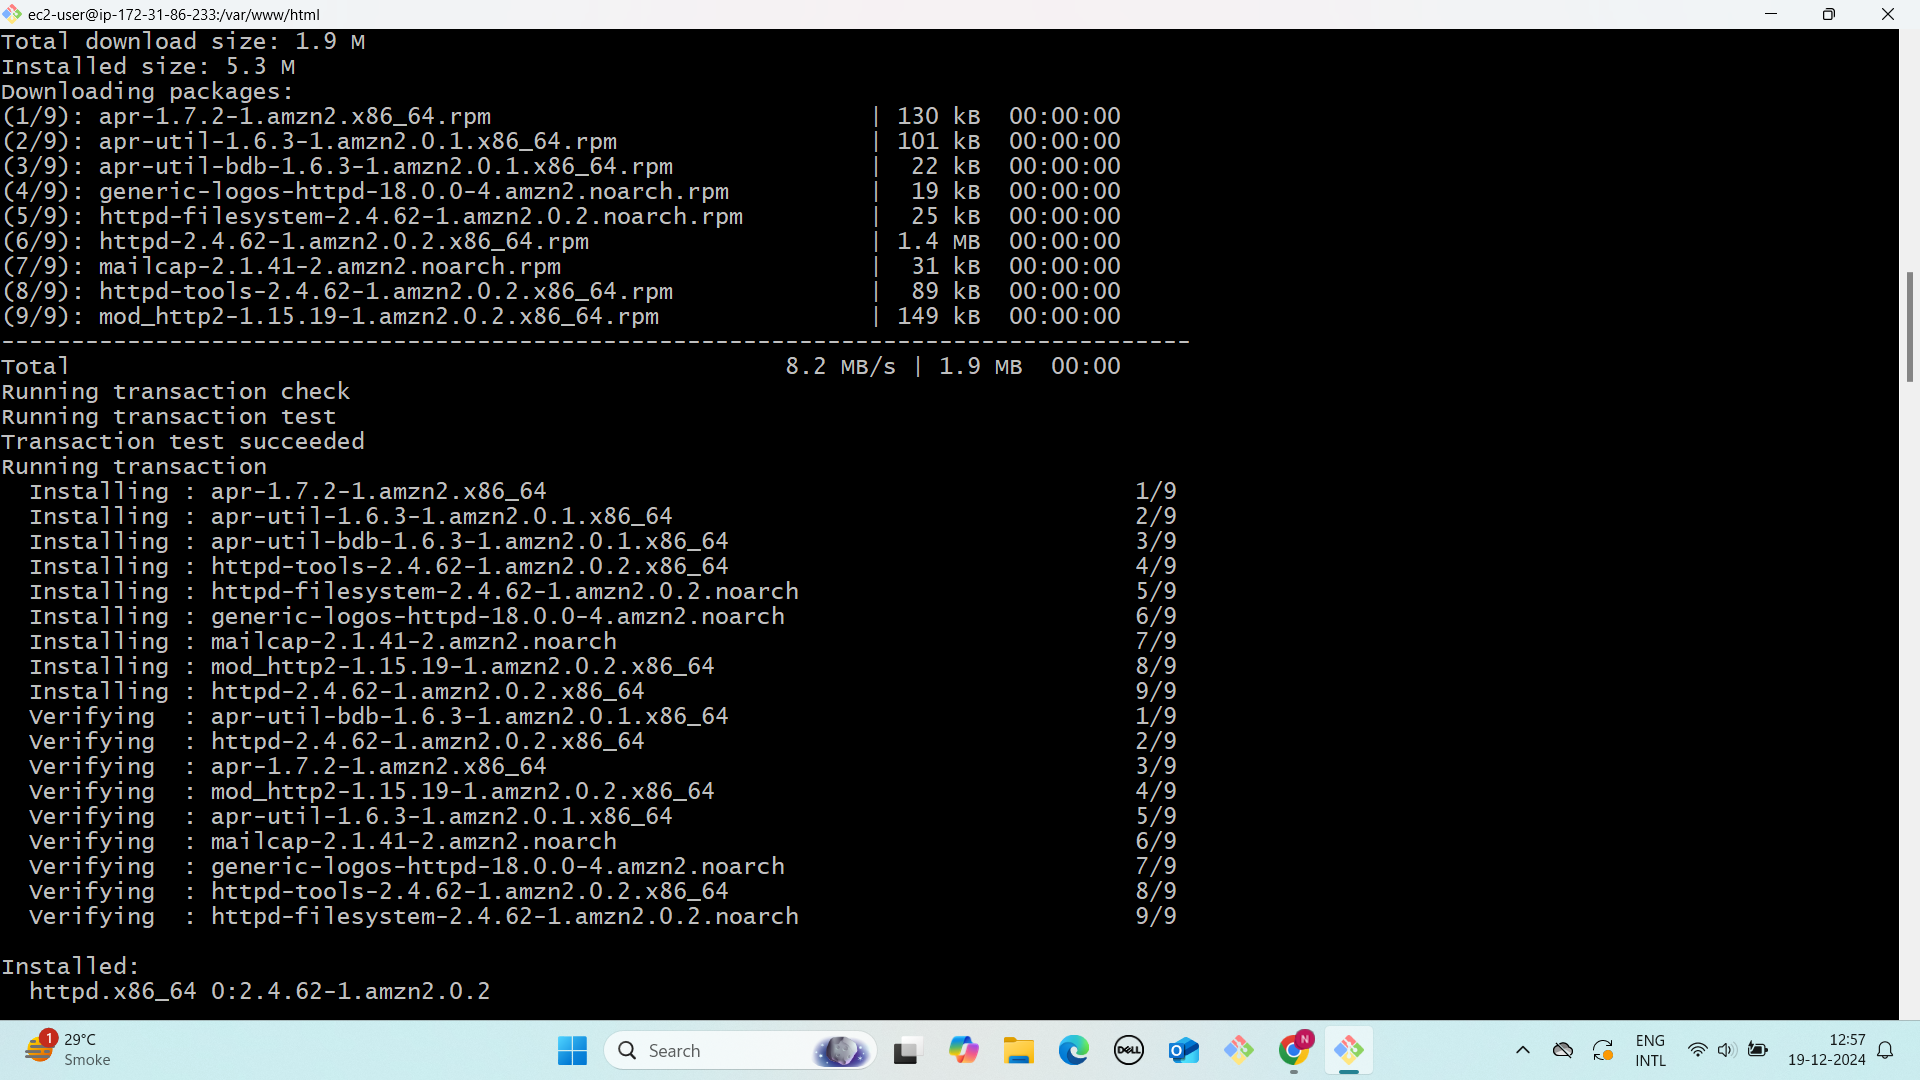 ec2-user@ip-172-31-86-233:/var/www/html
Total download size: 1.9 M
Installed size: 5.3 M
Downloading packages:
(1/9): apr-1.7.2-1.amzn2.x86_64.rpm | 130 kB 00:00:00
(2/9): apr-util-1.6.3-1.amzn2.0.1.x86_64.rpm | 101 kB 00:00:00
(3/9): apr-util-bdb-1.6.3-1.amzn2.0.1.x86_64.rpm | 22 kB 00:00:00
(4/9): generic-logos-httpd-18.0.0-4.amzn2.noarch.rpm | 19 kB 00:00:00
(5/9): httpd-filesystem-2.4.62-1.amzn2.0.2.noarch.rpm | 25 kB 00:00:00
(6/9): httpd-2.4.62-1.amzn2.0.2.x86_64.rpm | 1.4 MB 00:00:00
(7/9): mailcap-2.1.41-2.amzn2.noarch.rpm | 31 kB 00:00:00
(8/9): httpd-tools-2.4.62-1.amzn2.0.2.x86_64.rpm | 89 kB 00:00:00
(9/9): mod_http2-1.15.19-1.amzn2.0.2.x86_64.rpm | 149 kB 00:00:00
-------------------------------------------------------------------------------------
Total 8.2 MB/s | 1.9 MB 00:00
Running transaction check
Running transaction test
Transaction test succeeded
Running transaction
Installing : apr-1.7.2-1.amzn2.x86_64 1/9
Installing : apr-util-1.6.3-1.amzn2.0.1.x86_64 2/9
Installing : apr-util-bdb-1.6.3-1.amzn2.0.1.x86_64 3/9
Installing : httpd-tools-2.4.62-1.amzn2.0.2.x86_64 4/9
Installing : httpd-filesystem-2.4.62-1.amzn2.0.2.noarch 5/9
Installing : generic-logos-httpd-18.0.0-4.amzn2.noarch 6/9
Installing : mailcap-2.1.41-2.amzn2.noarch 7/9
Installing : mod_http2-1.15.19-1.amzn2.0.2.x86_64 8/9
Installing : httpd-2.4.62-1.amzn2.0.2.x86_64 9/9
Verifying : apr-util-bdb-1.6.3-1.amzn2.0.1.x86_64 1/9
Verifying : httpd-2.4.62-1.amzn2.0.2.x86_64 2/9
Verifying : apr-1.7.2-1.amzn2.x86_64 3/9
Verifying : mod_http2-1.15.19-1.amzn2.0.2.x86_64 4/9
Verifying : apr-util-1.6.3-1.amzn2.0.1.x86_64 5/9
Verifying : mailcap-2.1.41-2.amzn2.noarch 6/9
Verifying : generic-logos-httpd-18.0.0-4.amzn2.noarch 7/9
Verifying : httpd-tools-2.4.62-1.amzn2.0.2.x86_64 8/9
Verifying : httpd-filesystem-2.4.62-1.amzn2.0.2.noarch 9/9
Installed:
httpd.x86_64 0:2.4.62-1.amzn2.0.2
1
29°C
Smoke
Search
DELL
N
ENG
INTL
12:57
19-12-2024